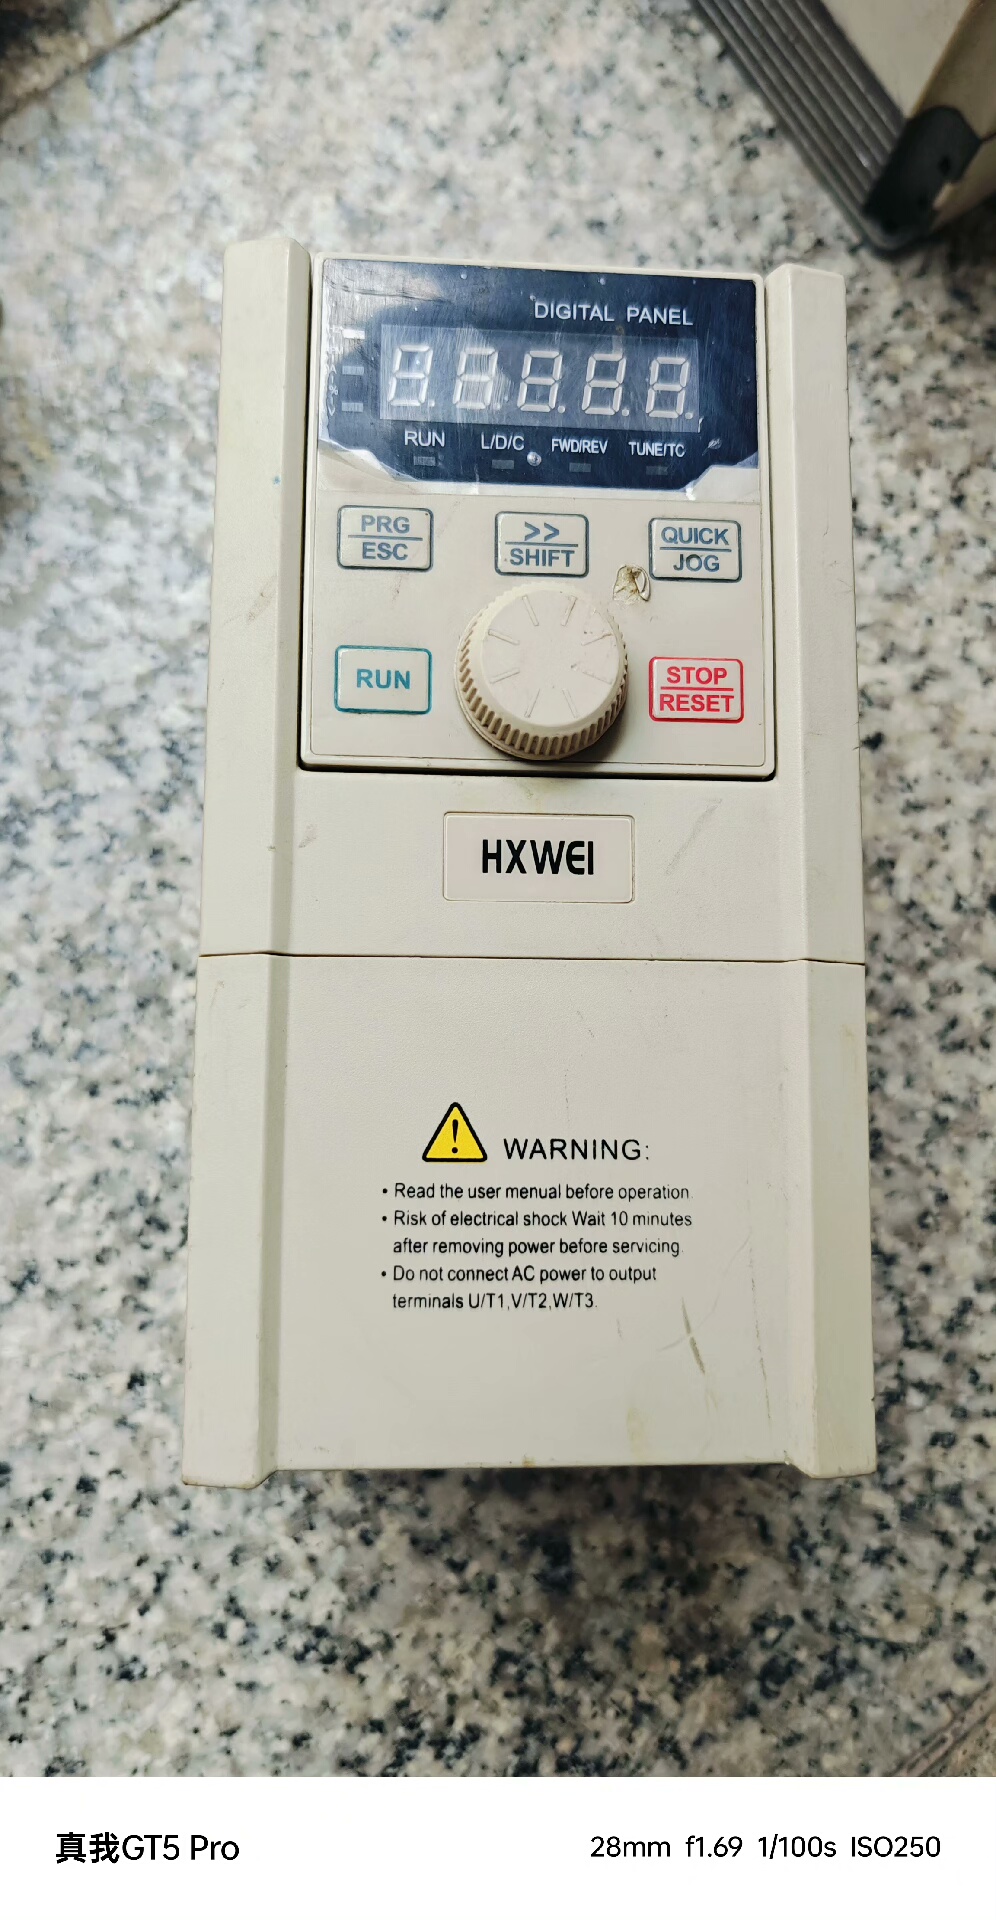 DIGITAL PANEL
RUN L/D/C FWD/REV TUNE/TC
PRG
ESC
>>
SHIFT
QUICK
JOG
RUN
STOP
RESET
HXWEI
WARNING:
• Read the user menual before operation
• Risk of electrical shock Wait 10 minutes
after removing power before servicing.
• Do not connect AC power to output
terminals U/T1,V/T2,W/T3.
真我GT5 Pro
28mm f1.69 1/100s ISO250